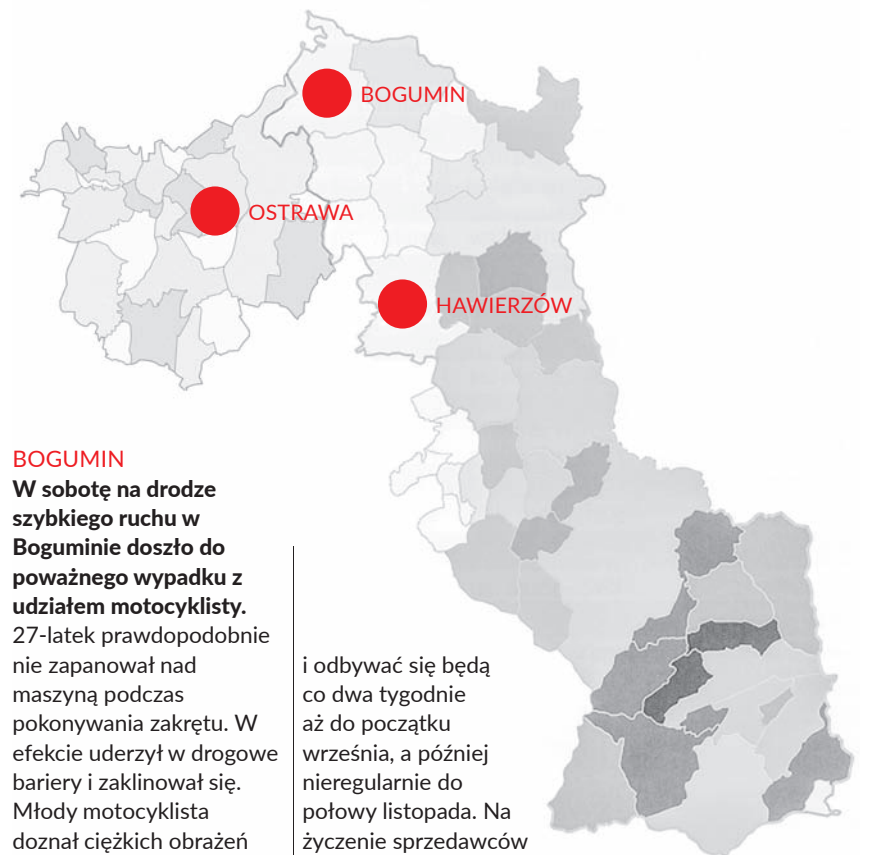 BOGUMIN
OSTRAWA
HAWIERZÓW
BOGUMIN
W sobotę na drodze
szybkiego ruchu w
Boguminie doszło do
poważnego wypadku z
udziałem motocyklisty.
27-latek prawdopodobnie
nie zapanował nad
maszyną podczas
pokonywania zakrętu. W
efekcie uderzył w drogowe
bariery i zaklinował się.
Młody motocyklista
doznał ciężkich obrażeń
i odbywać się będą
co dwa tygodnie
aż do początku
września, a później
nieregularnie do
połowy listopada. Na
życzenie sprzedawców